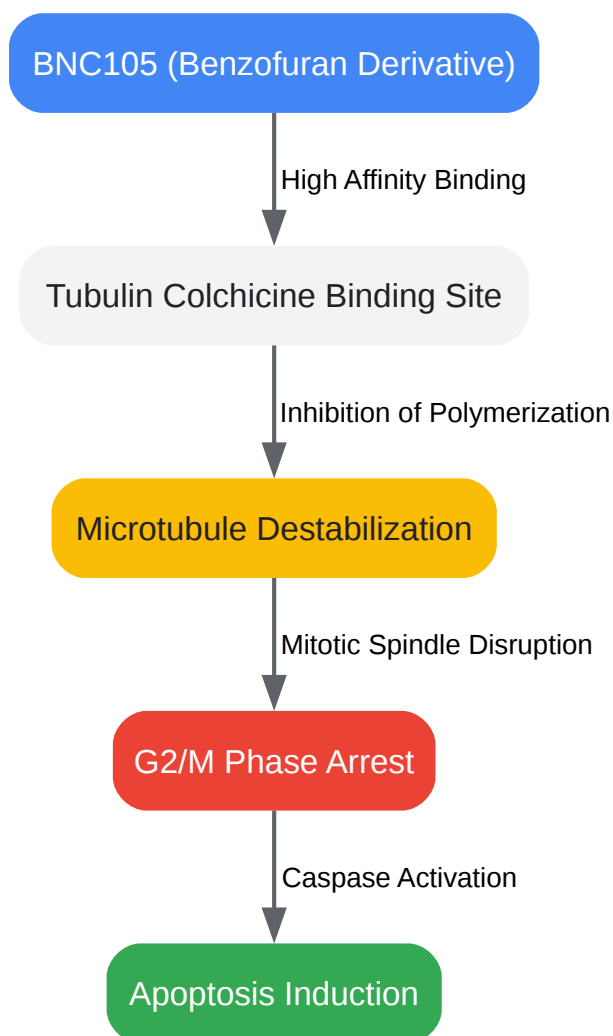 BNC105 (Benzofuran Derivative)
High Affinity Binding
Tubulin Colchicine Binding Site
Inhibition of Polymerization
Microtubule Destabilization
Mitotic Spindle Disruption
G2/M Phase Arrest
Caspase Activation
Apoptosis Induction